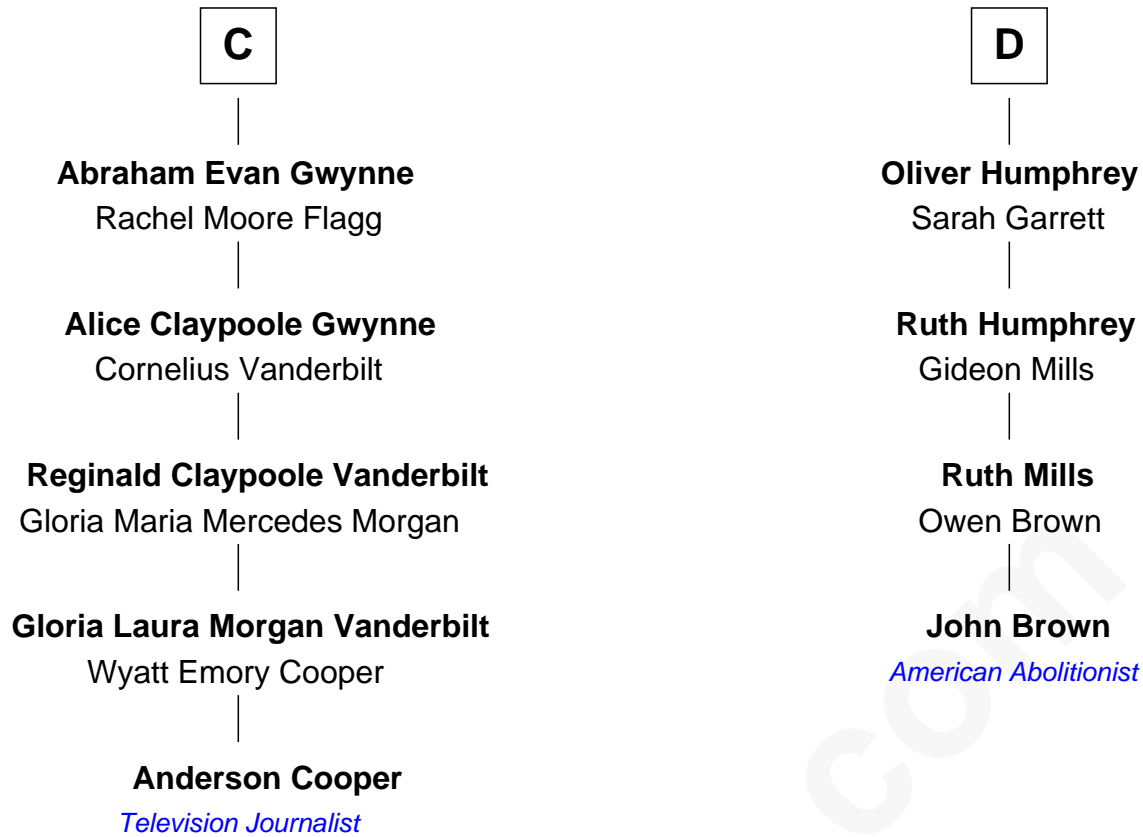 C
Abraham Evan Gwynne
Rachel Moore Flagg
Alice Claypoole Gwynne
Cornelius Vanderbilt
Reginald Claypoole Vanderbilt
Gloria Maria Mercedes Morgan
Gloria Laura Morgan Vanderbilt
Wyatt Emory Cooper
Anderson Cooper
Television Journalist
D
Oliver Humphrey
Sarah Garrett
Ruth Humphrey
Gideon Mills
Ruth Mills
Owen Brown
John Brown
American Abolitionist
com